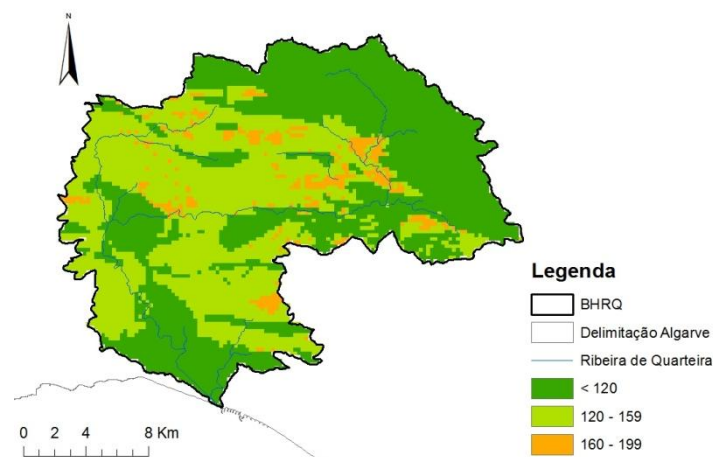 N
Legenda
BHRQ
Delimitação Algarve
Ribeira de Quarteira
< 120
120 - 159
160 - 199
0 2 4 8 Km